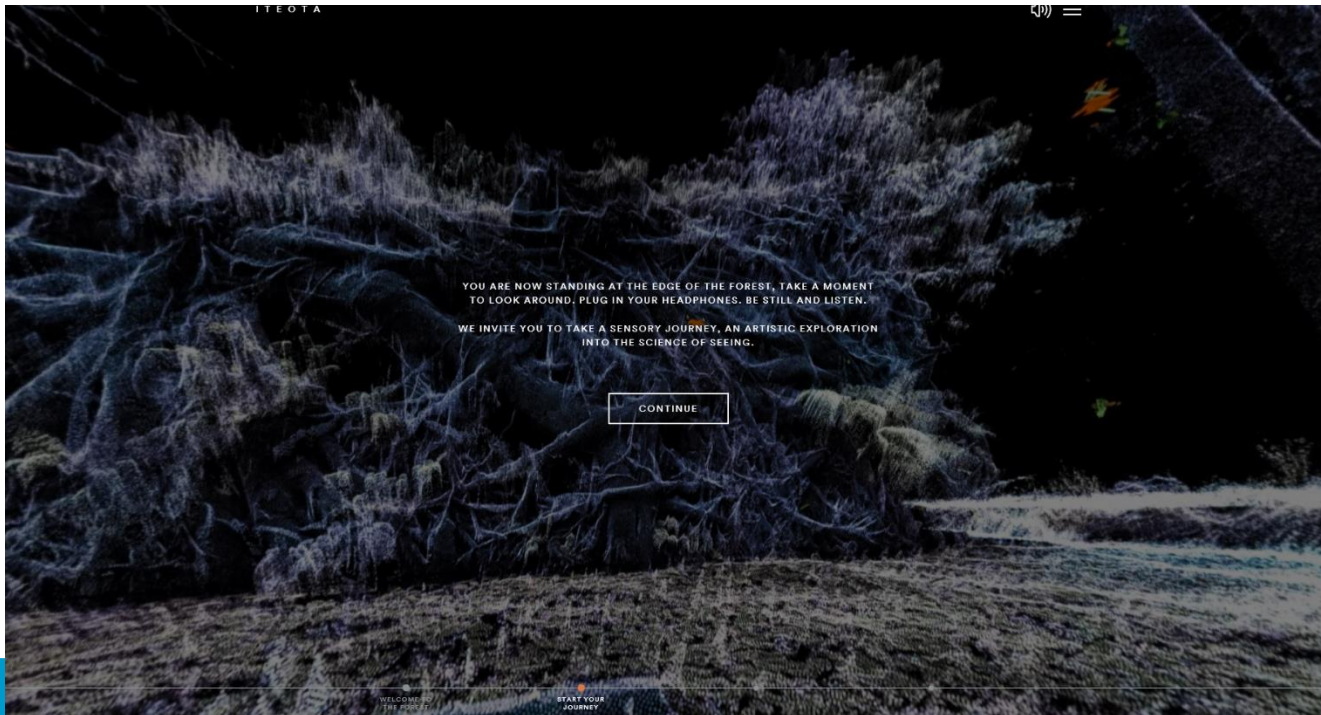 ITEOTA
YOU ARE NOW STANDING AT THE EDGE OF THE FOREST, TAKE A MOMENT
TO LOOK AROUND. PLUG IN YOUR HEADPHONES. BE STILL AND LISTEN.
WE INVITE YOU TO TAKE A SENSORY JOURNEY, AN ARTISTIC EXPLORATION
INTO THE SCIENCE OF SEEING.
CONTINUE
WELCOME TO
THE FOREST
START YOUR
JOURNEY